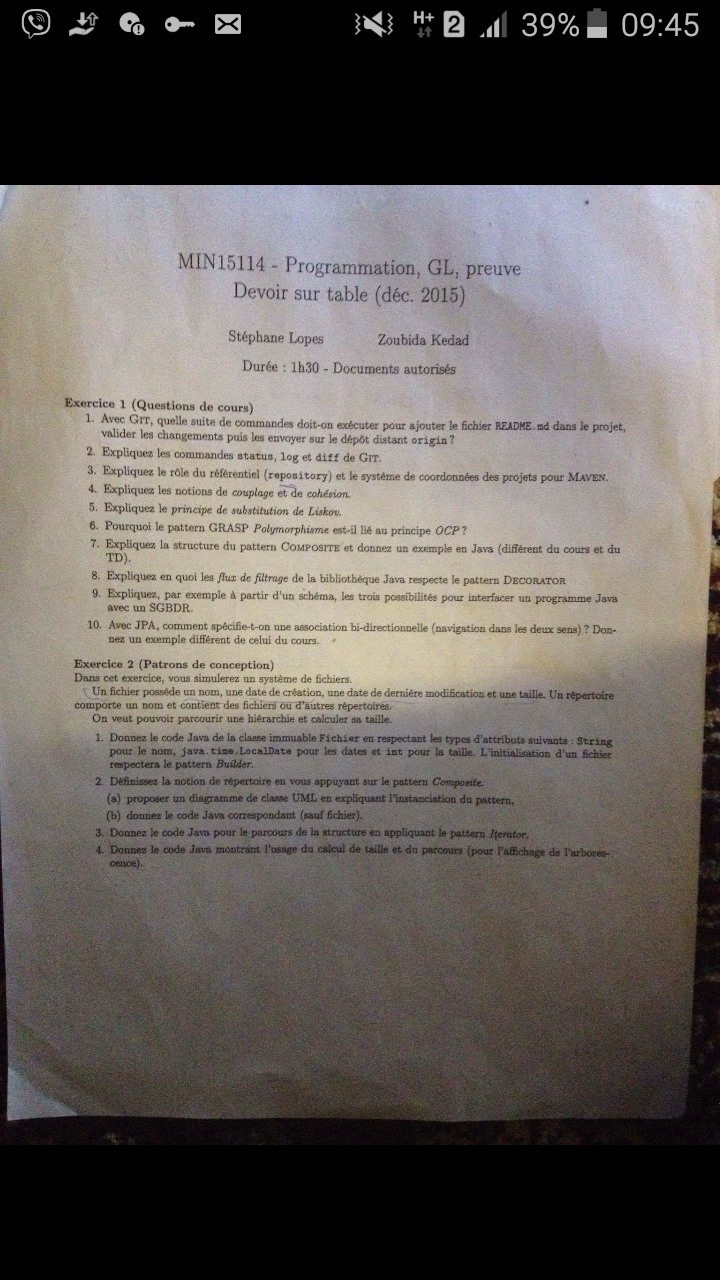 39% 09:45
MIN15114 - Programmation, GL, preuve
Devoir sur table (déc. 2015)
Stéphane Lopes Zoubida Kedad
Durée : 1h30 - Documents autorisés
Exercice 1 (Questions de cours)
1. Avec GIT, quelle suite de commandes doit-on exécuter pour ajouter le fichier README.md dans le projet,
valider les changements puis les envoyer sur le dépôt distant origin ?
2. Expliquez les commandes status, log et diff de GIT.
3. Expliquez le rôle du référentiel (repository) et le système de coordonnées des projets pour MAVEN.
4. Expliquez les notions de couplage et de cohésion.
5. Expliquez le principe de substitution de Liskov.
6. Pourquoi le pattern GRASP Polymorphisme est-il lié au principe OCP ?
7. Expliquez la structure du pattern COMPOSITE et donnez un exemple en Java (différent du cours et du
TD).
8. Expliquez en quoi les flux de filtrage de la bibliothèque Java respecte le pattern DECORATOR
9. Expliquez, par exemple à partir d'un schéma, les trois possibilités pour interfacer un programme Java
avec un SGBDR.
10. Avec JPA, comment spécifie-t-on une association bi-directionnelle (navigation dans les deux sens) ? Don-
nez un exemple différent de celui du cours.
Exercice 2 (Patrons de conception)
Dans cet exercice, vous simulerez un système de fichiers.
Un fichier possède un nom, une date de création, une date de dernière modification et une taille. Un répertoire
comporte un nom et contient des fichiers ou d'autres répertoires.
On veut pouvoir parcourir une hiérarchie et calculer sa taille.
1. Donnez le code Java de la classe immuable Fichier en respectant les types d'attributs suivants : String
pour le nom, java.time.LocalDate pour les dates et int pour la taille. L'initialisation d'un fichier
respectera le pattern Builder.
2. Définissez la notion de répertoire en vous appuyant sur le pattern Composite.
(a) proposer un diagramme de classe UML en expliquant l'instanciation du pattern,
(b) donnez le code Java correspondant (sauf fichier).
3. Donnez le code Java pour le parcours de la structure en appliquant le pattern Iterator.
4. Donnez le code Java montrant l'usage du calcul de taille et du parcours (pour l'affichage de l'arbores-
cence).